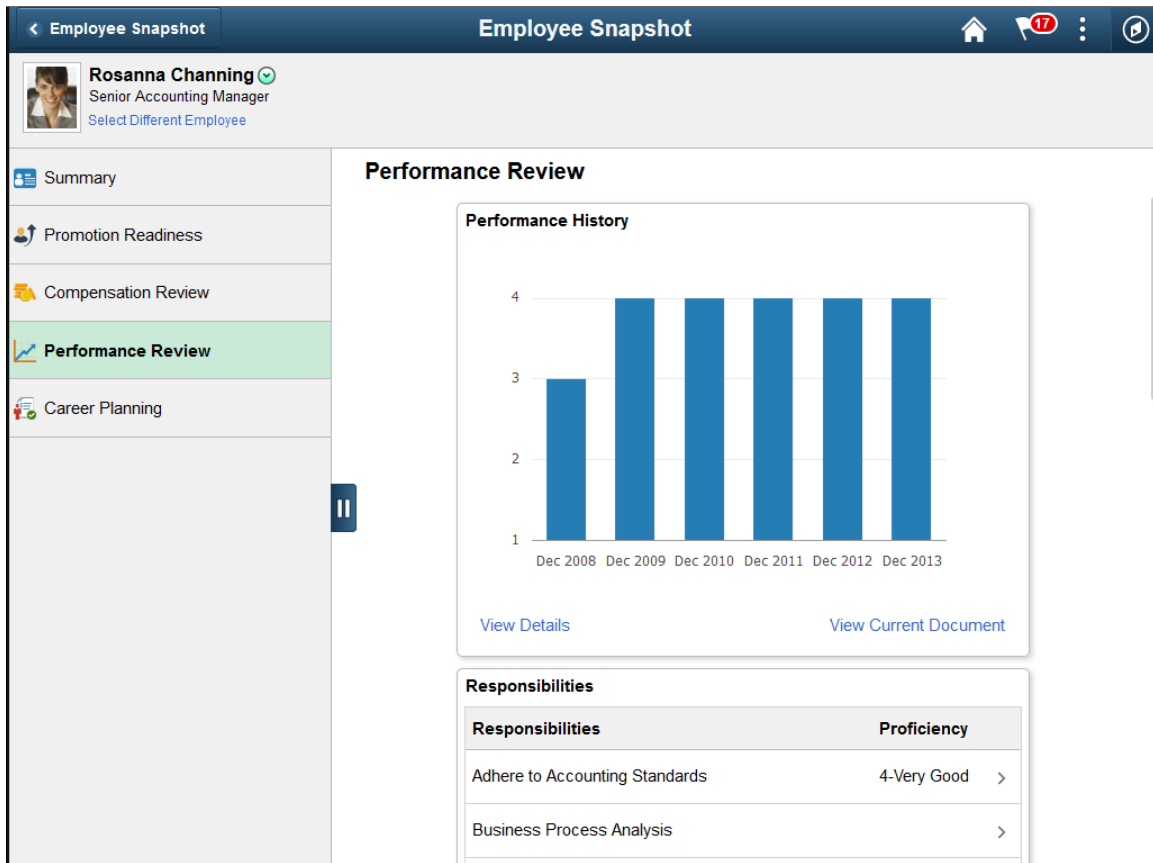 Employee Snapshot
Employee Snapshot
17
Rosanna Channing
Senior Accounting Manager
Select Different Employee
Summary
Promotion Readiness
Compensation Review
Performance Review
Career Planning
Performance Review
Performance History
4
3
2
1
Dec 2008 Dec 2009 Dec 2010 Dec 2011 Dec 2012 Dec 2013
View Details View Current Document
Responsibilities
Responsibilities Proficiency
Adhere to Accounting Standards 4-Very Good
Business Process Analysis